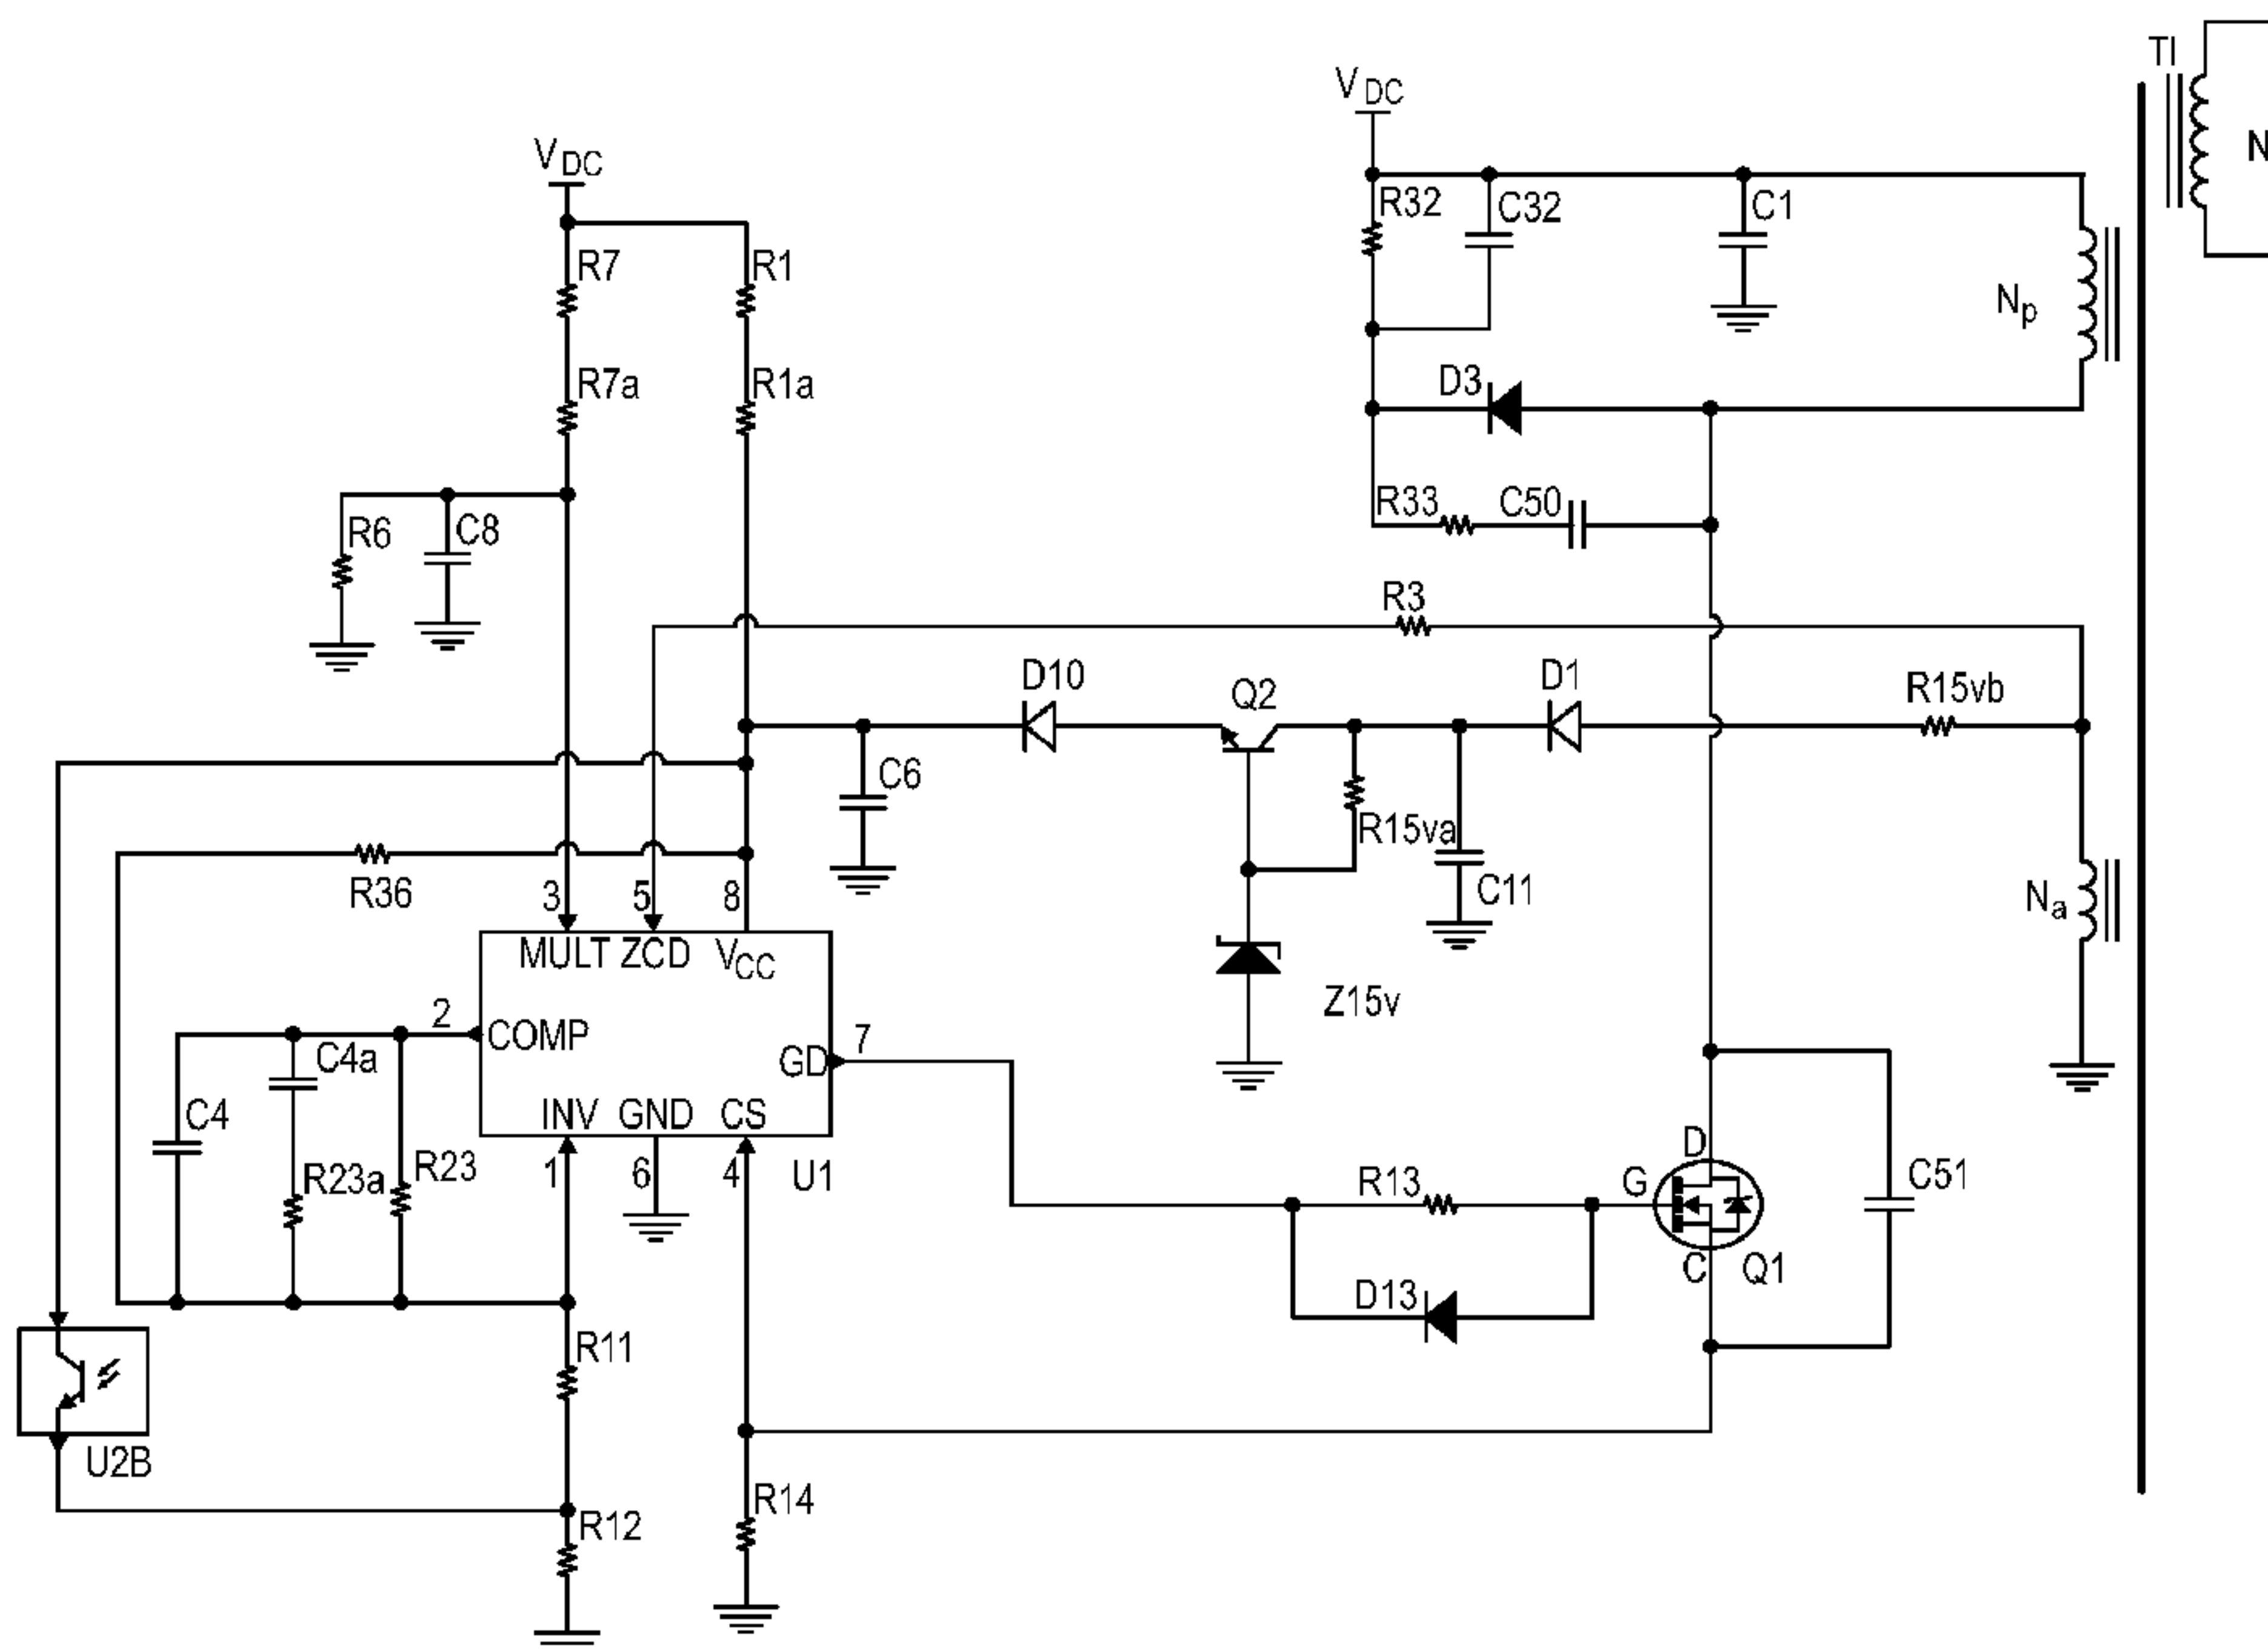 TI
N
V DC
R32
C32
C1
Np
V DC
R7
R1
R7a
R1a
D3
R33
C50
R6
C8
R3
D10
Q2
D1
R15vb
C6
R15va
C11
R36
3
5
8
Na
MULT
ZCD
VCC
2
COMP
Z15v
C4a
GD
7
C4
INV
GND
CS
R23a
R23
1
6
4
U1
R13
G
D
C51
C
Q1
D13
R11
U2B
R12
R14